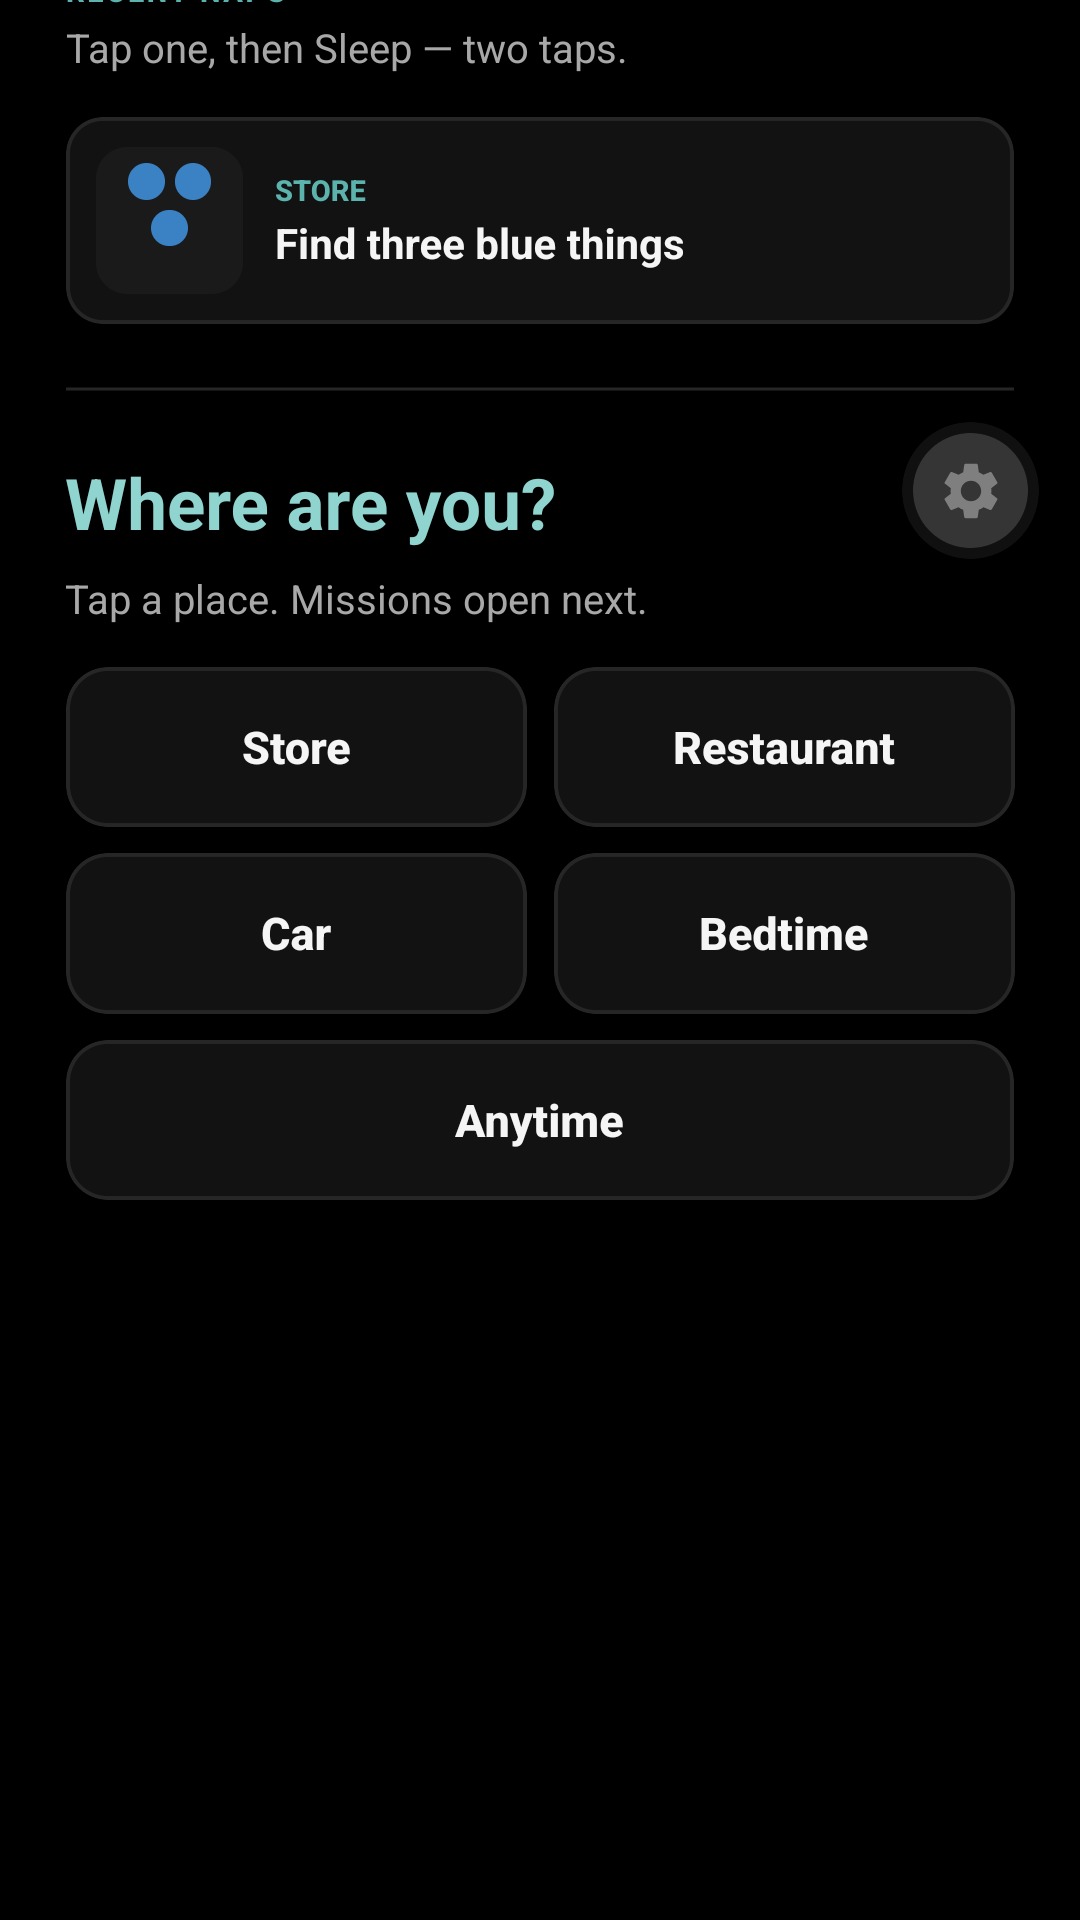 Tap one, then Sleep — two taps.
STORE
Find three blue things
Where are you?
Tap a place. Missions open next.
Store
Restaurant
Car
Bedtime
Anytime